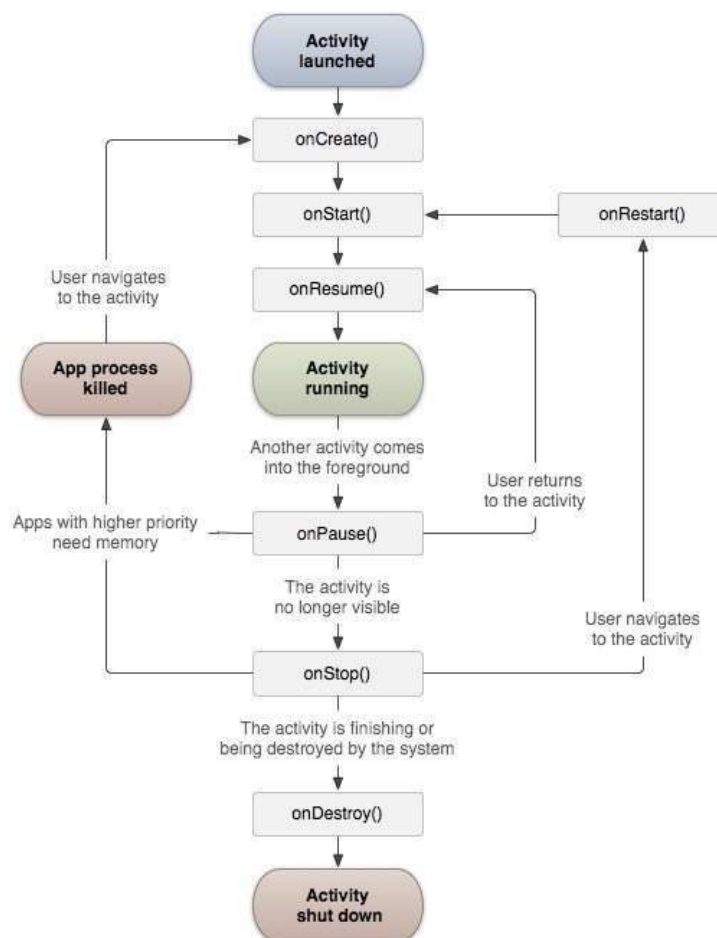 Activity
launched
onCreate()
onStart()
onRestart()
User navigates
to the activity
onResume()
App process
killed
Activity
running
Another activity comes
into the foreground
User returns
to the activity
Apps with higher priority
need memory
onPause()
The activity is
no longer visible
User navigates
to the activity
onStop()
The activity is finishing or
being destroyed by the system
onDestroy()
Activity
shut down